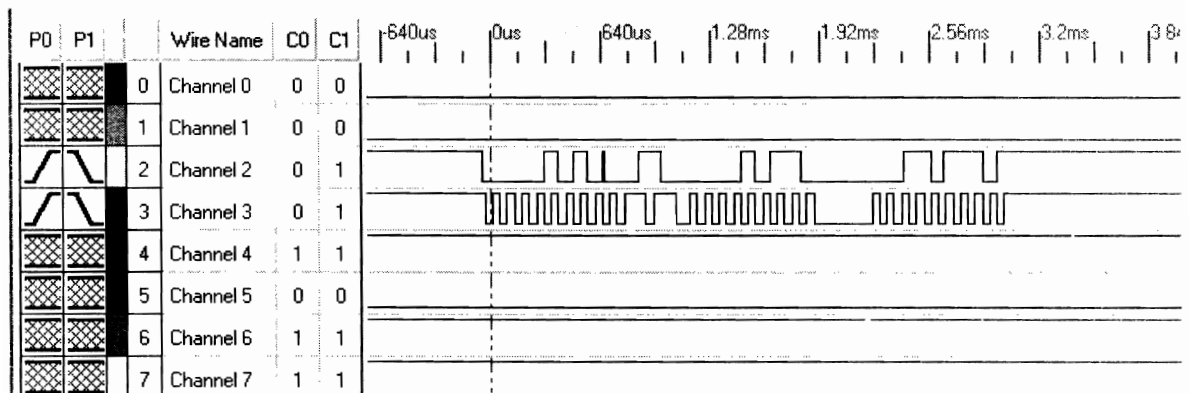 P0 P1 Wire Name C0 C1 -640us 0us 640us 1.28ms 1.92ms 2.56ms 3.2ms 3.84
0 Channel 0 0 0
1 Channel 1 0 0
2 Channel 2 0 1
3 Channel 3 0 1
4 Channel 4 1 1
5 Channel 5 0 0
6 Channel 6 1 1
7 Channel 7 1 1